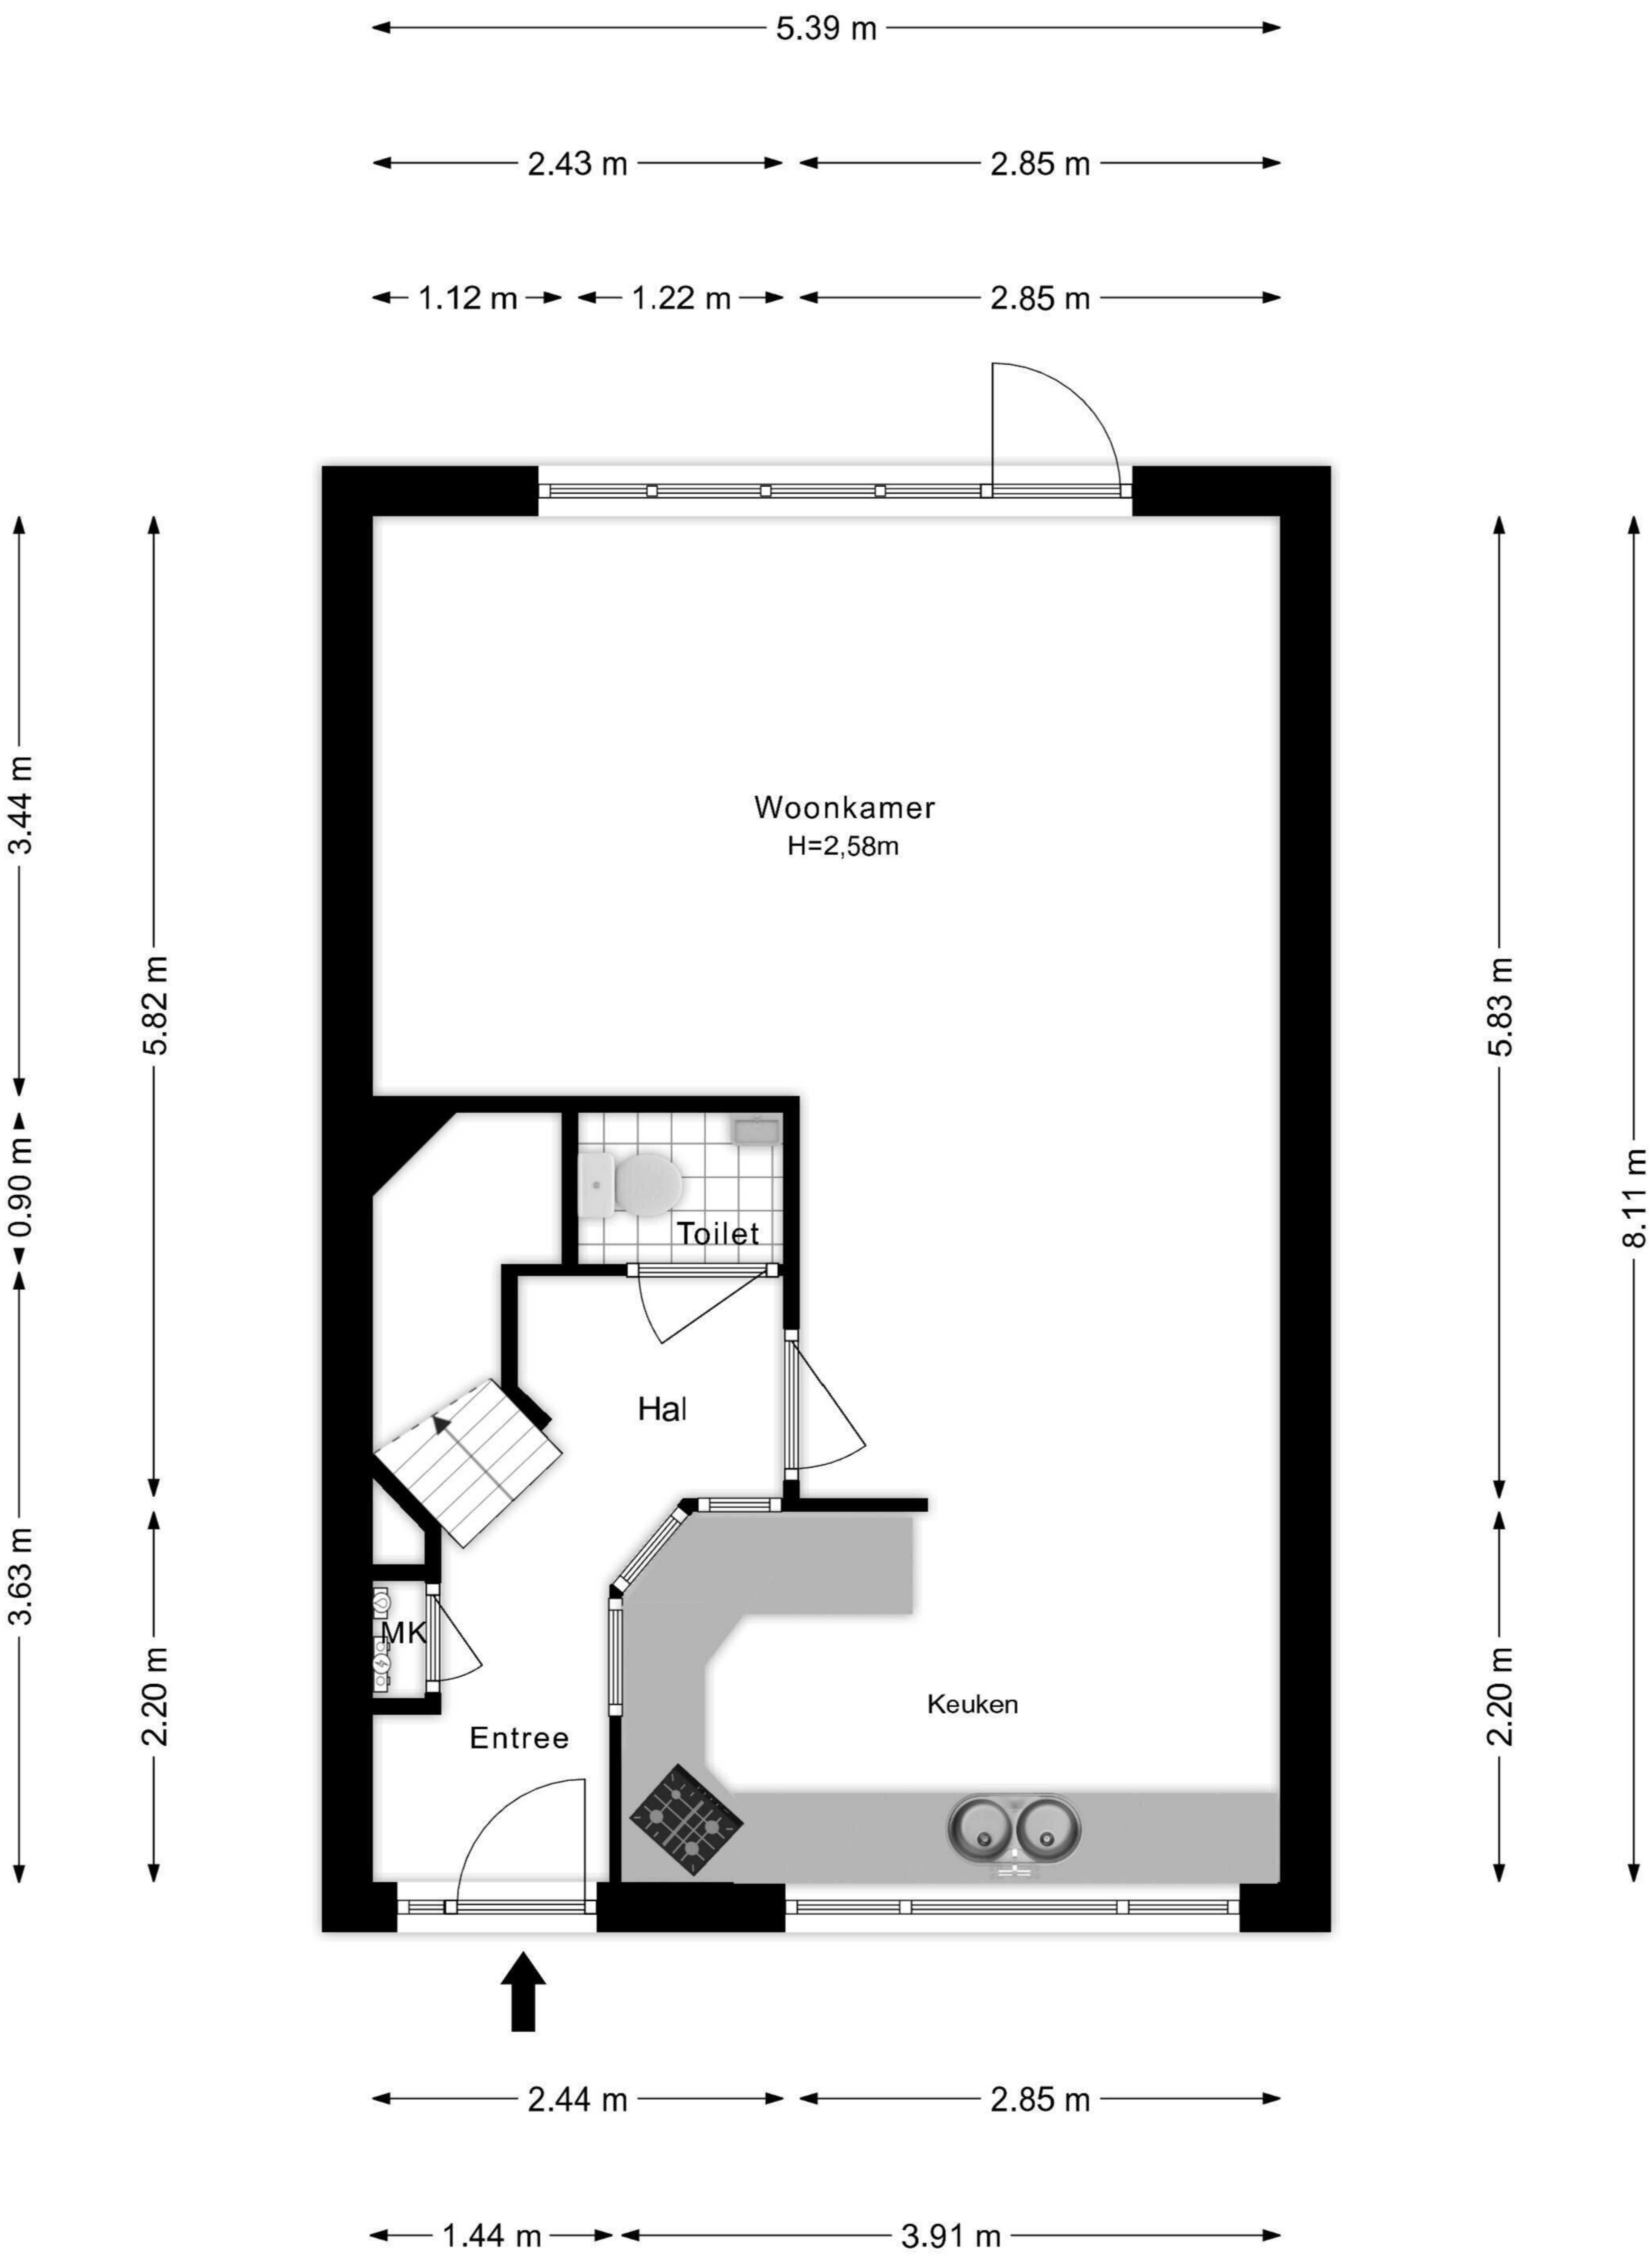 5.39 m
2.43 m 2.85 m
1.12 m 1.22 m 2.85 m
Woonkamer
H=2,58m
3.44 m
5.82 m
5.83 m
8.11 m
0.90 m
Toilet
Hal
3.63 m
MK
2.20 m
2.20 m
Keuken
Entree
2.44 m 2.85 m
1.44 m 3.91 m